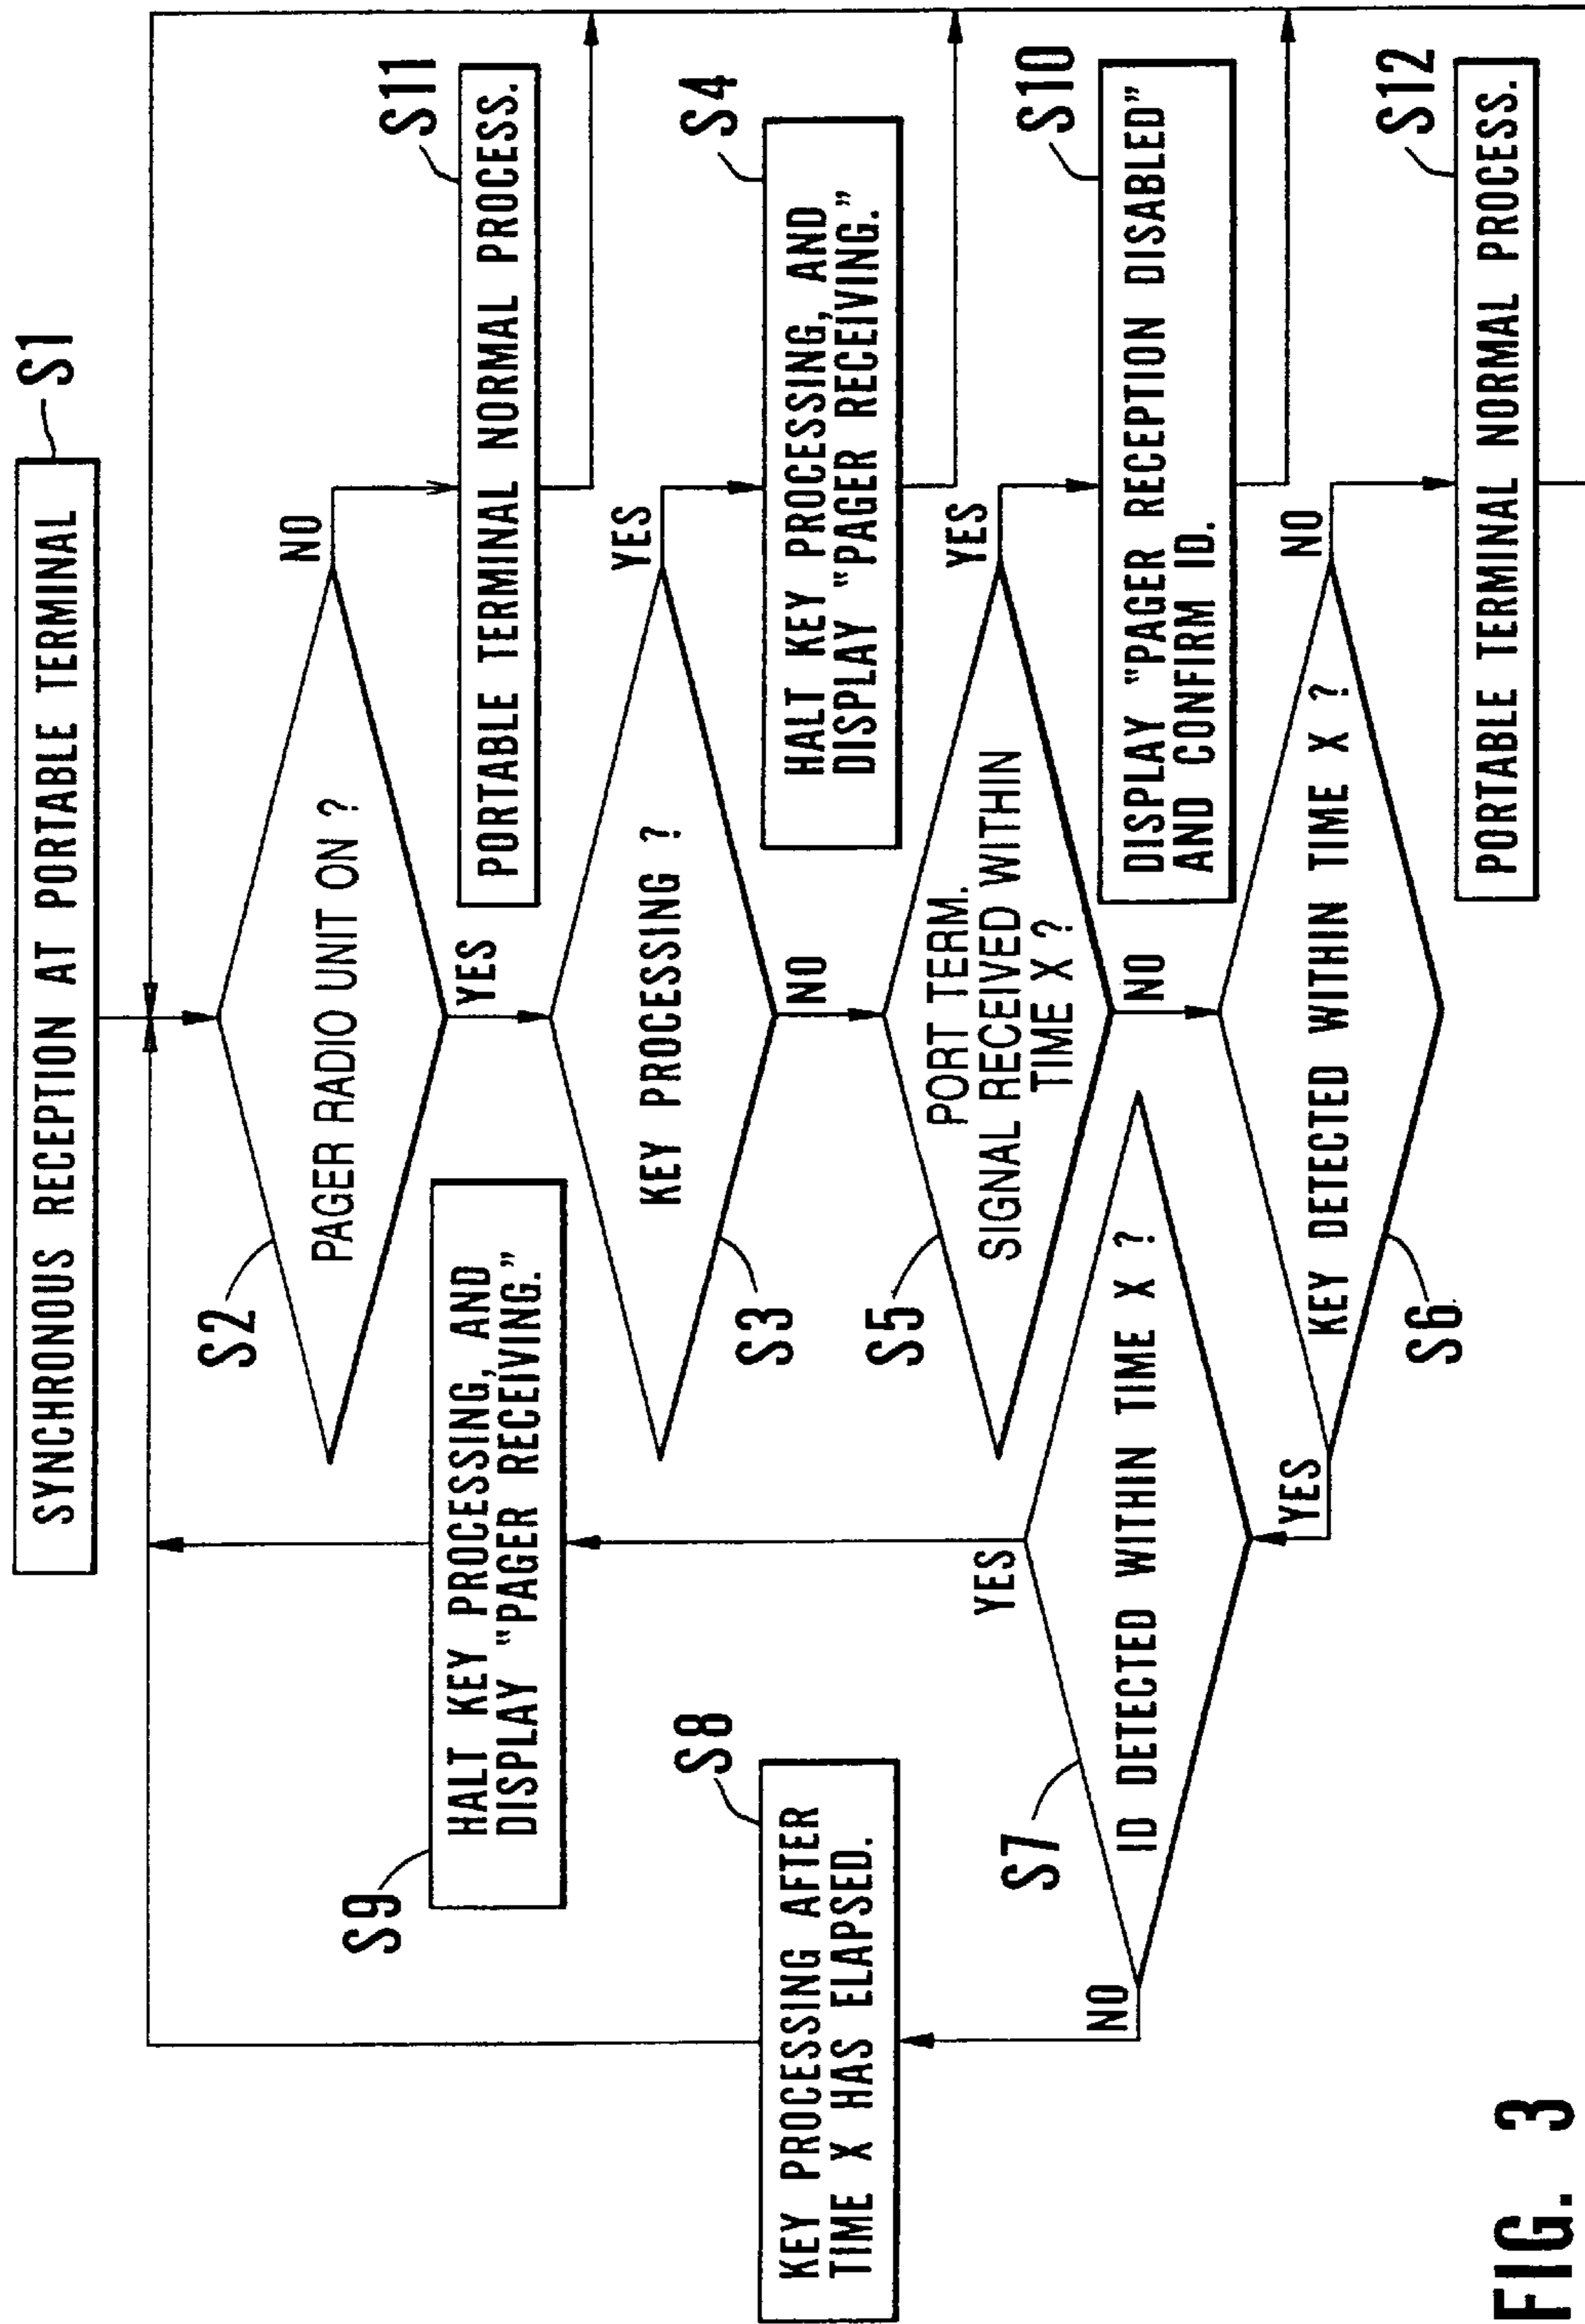 SYNCHRONOUS RECEPTION AT PORTABLE TERMINAL
S1
S2
PAGER RADIO UNIT ON ?
NO
YES
S11
PORTABLE TERMINAL NORMAL PROCESS.
S9
HALT KEY PROCESSING, AND
DISPLAY "PAGER RECEIVING."
KEY PROCESSING ?
S3
YES
NO
S4
HALT KEY PROCESSING, AND
DISPLAY "PAGER RECEIVING."
S8
KEY PROCESSING AFTER
TIME X HAS ELAPSED.
S5
PORT TERM.
SIGNAL RECEIVED WITHIN
TIME X ?
YES
NO
S10
DISPLAY "PAGER RECEPTION DISABLED"
AND CONFIRM ID.
S7
ID DETECTED WITHIN TIME X ?
YES
NO
KEY DETECTED WITHIN TIME X ?
S6
YES
NO
S12
PORTABLE TERMINAL NORMAL PROCESS.
FIG. 3